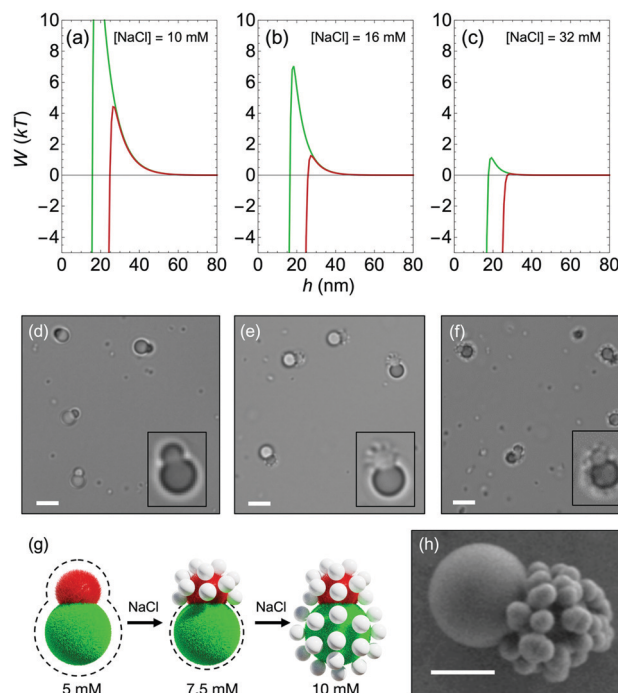 (a) [NaCl] = 10 mM
(b) [NaCl] = 16 mM
(c) [NaCl] = 32 mM
10
8
6
4
2
0
-2
-4
W (kT)
0 20 40 60 80
0 20 40 60 80
0 20 40 60 80
h (nm)
(d)
(e)
(f)
(g)
NaCl
NaCl
5 mM
7.5 mM
10 mM
(h)